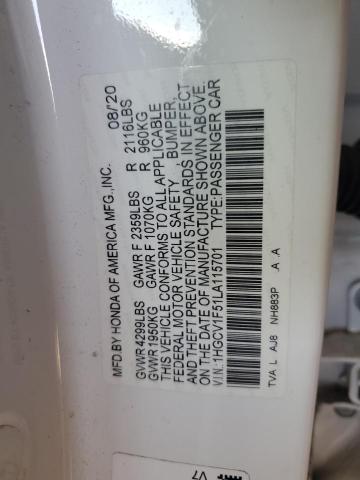 MFD. BY HONDA OF AMERICA MFG.,INC. 08/20
GVWR 4299LBS GAWR F 2359LBS R 2116LBS
GVWR 1950KG GAWR F 1070KG R 960KG
THIS VEHICLE CONFORMS TO ALL APPLICABLE
FEDERAL MOTOR VEHICLE SAFETY, BUMPER,
AND THEFT PREVENTION STANDARDS IN EFFECT
ON THE DATE OF MANUFACTURE SHOWN ABOVE.
V.I.N.:1HGCV1F51LA115701 TYPE:PASSENGER CAR
TVA L AJ8 NH883P A A
V7